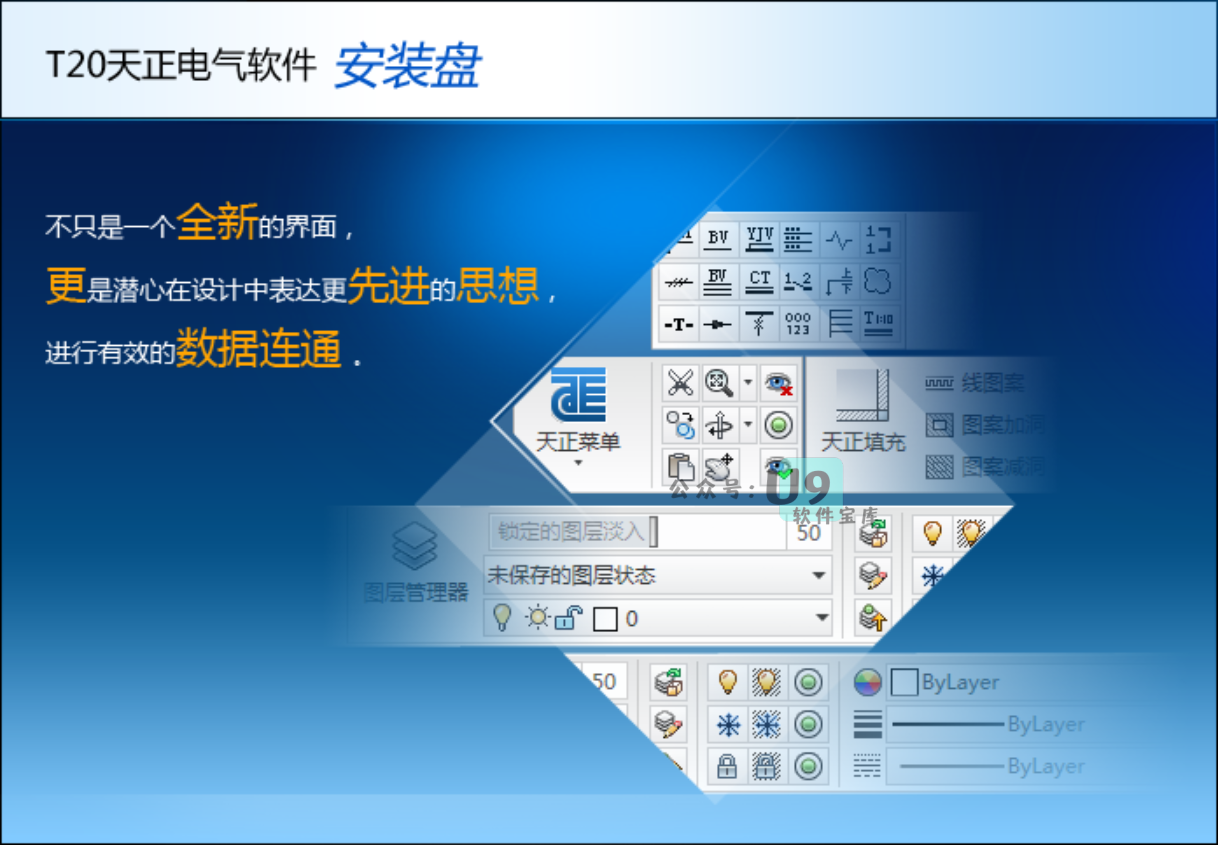 T20天正电气软件 安装盘
不只是一个全新的界面，
更是潜心在设计中表达更先进的思想，
进行有效的数据连通．
BV YJV 1 1
BV CT 1-2
-T- 000 123 T1:10
天正菜单
天正填充
线图案
图案加洞
图案减洞
公众号：U9
软件宝库
图层管理器
锁定的图层淡入 50
未保存的图层状态
0
50
ByLayer
ByLayer
ByLayer